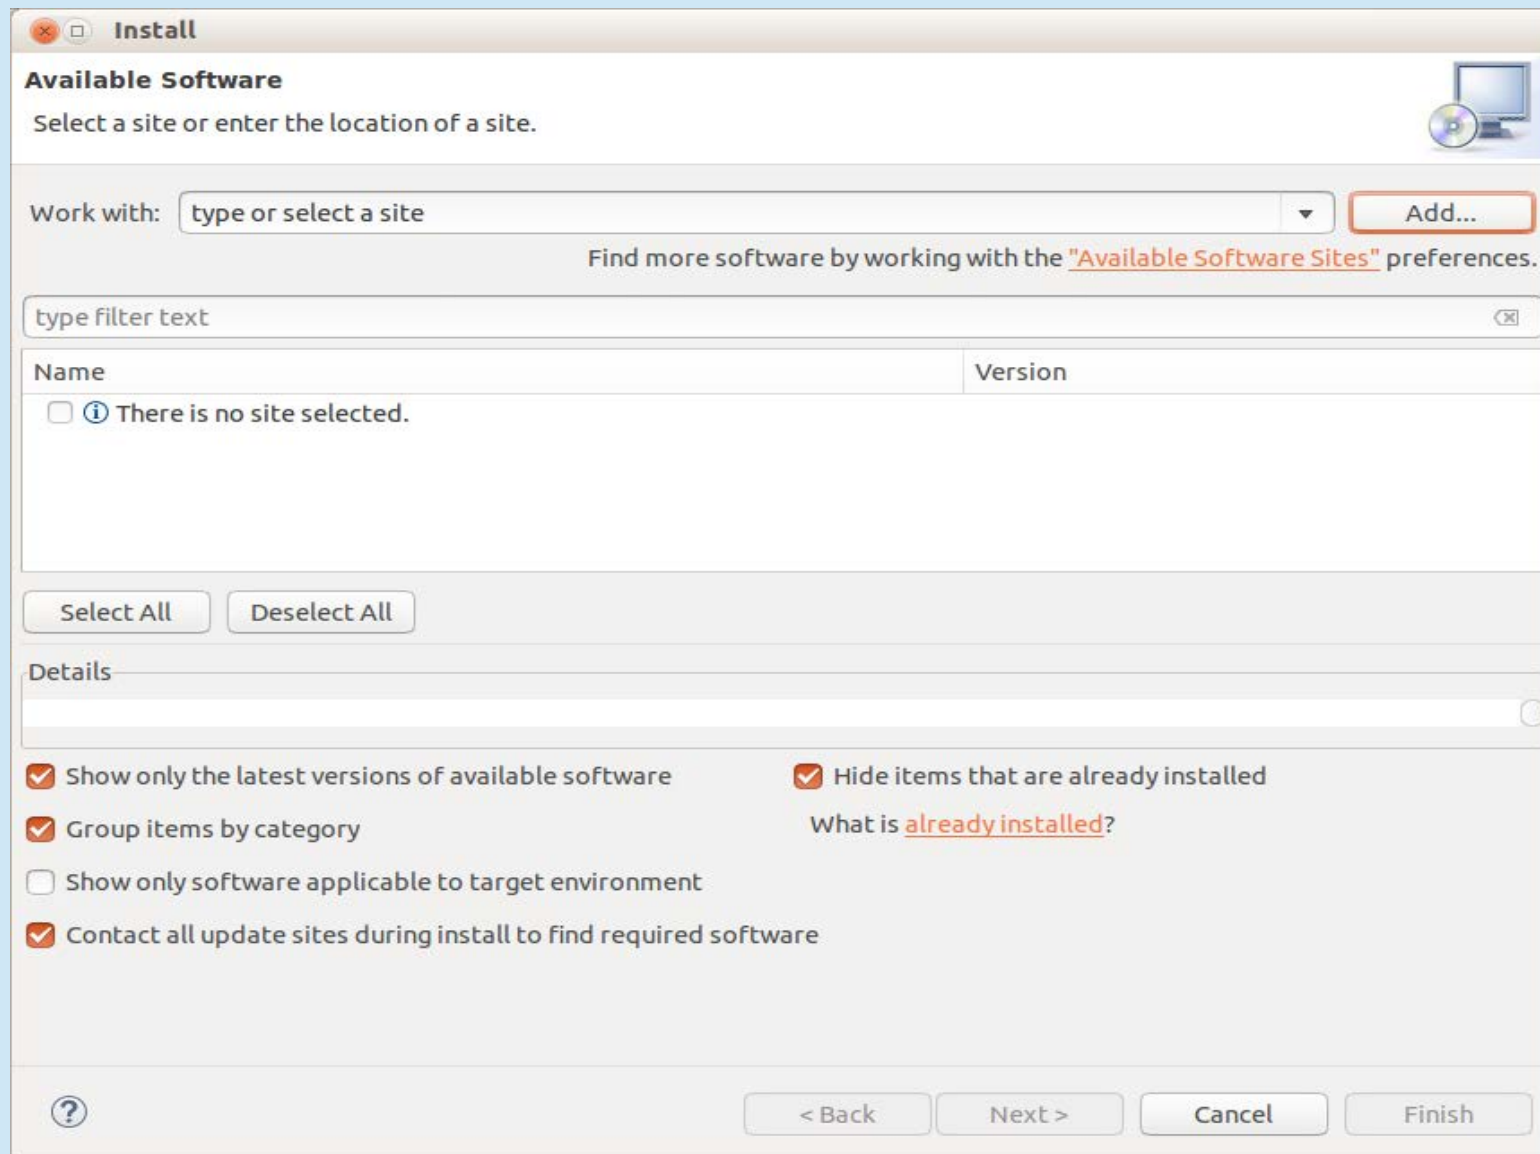 Install
Available Software
Select a site or enter the location of a site.
Work with: type or select a site Add...
Find more software by working with the "Available Software Sites" preferences.
type filter text
Name Version
There is no site selected.
Select All Deselect All
Details
Show only the latest versions of available software Hide items that are already installed
Group items by category What is already installed?
Show only software applicable to target environment
Contact all update sites during install to find required software
? < Back Next > Cancel Finish